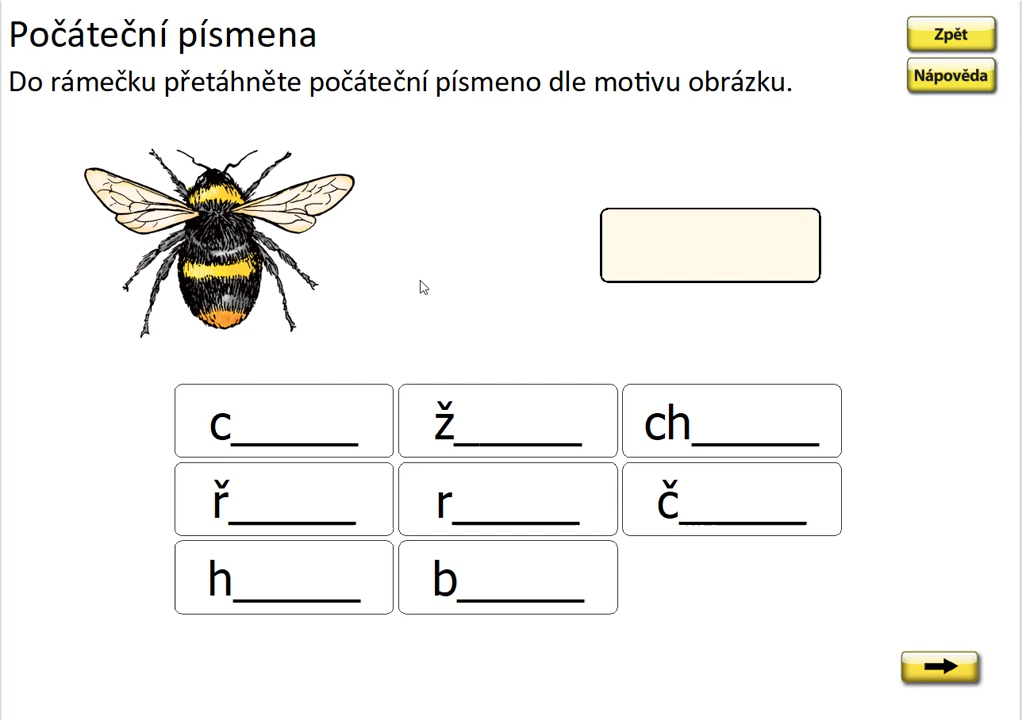 Počáteční písmena
Zpět
Do rámečku přetáhněte počáteční písmeno dle motivu obrázku.
Nápověda
c______ ž______ ch______
ř______ r______ č______
h______ b______